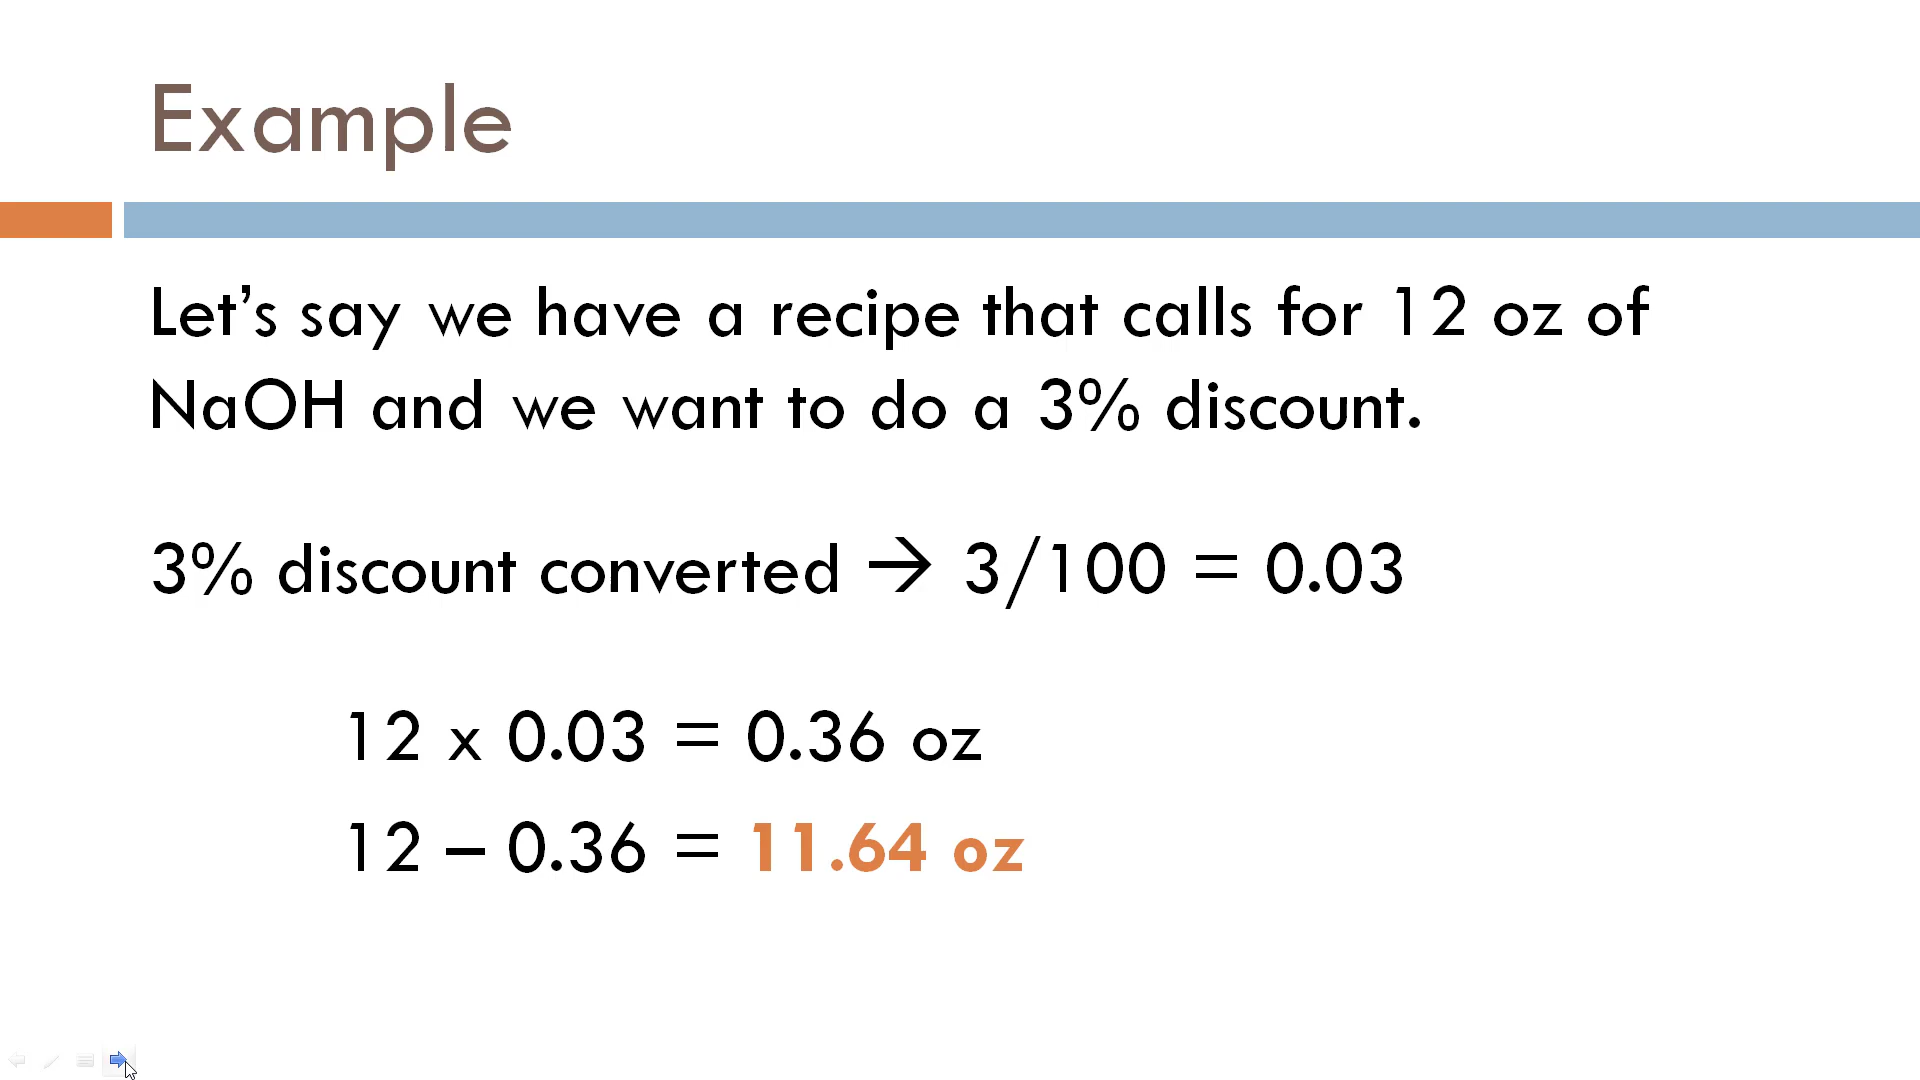 Example
Let’s say we have a recipe that calls for 12 oz of
NaOH and we want to do a 3% discount.
3% discount converted → 3/100 = 0.03
12 x 0.03 = 0.36 oz
12 – 0.36 = 11.64 oz